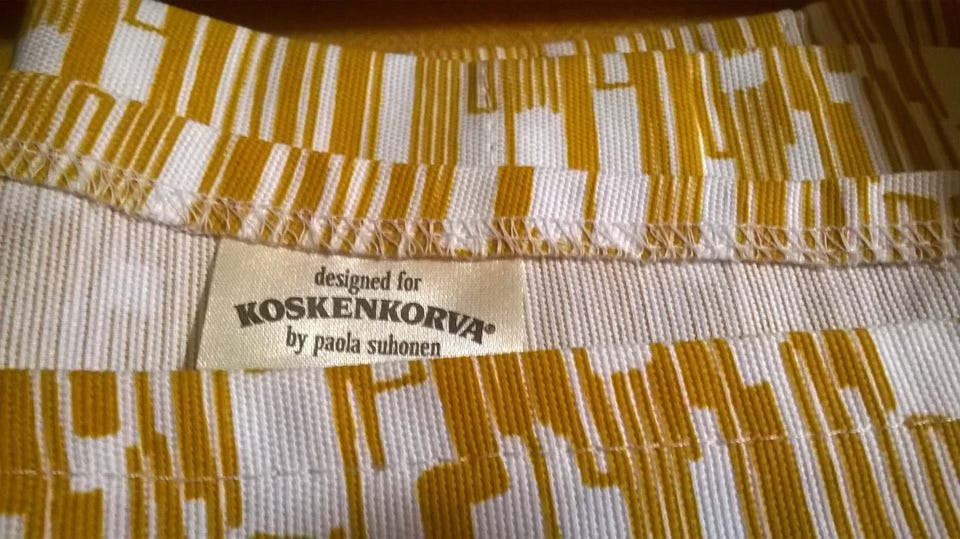 designed for
KOSKENKORVA®
by paola suhonen